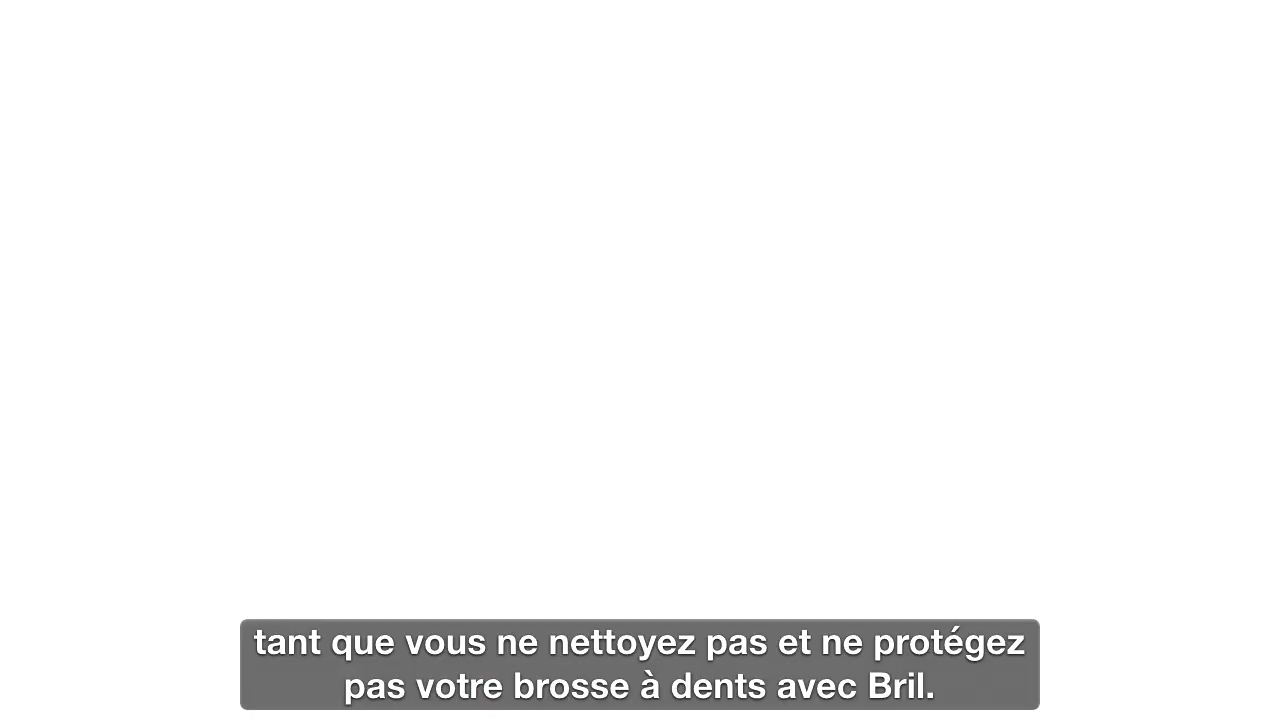 tant que vous ne nettoyez pas et ne protégez
pas votre brosse à dents avec Bril.